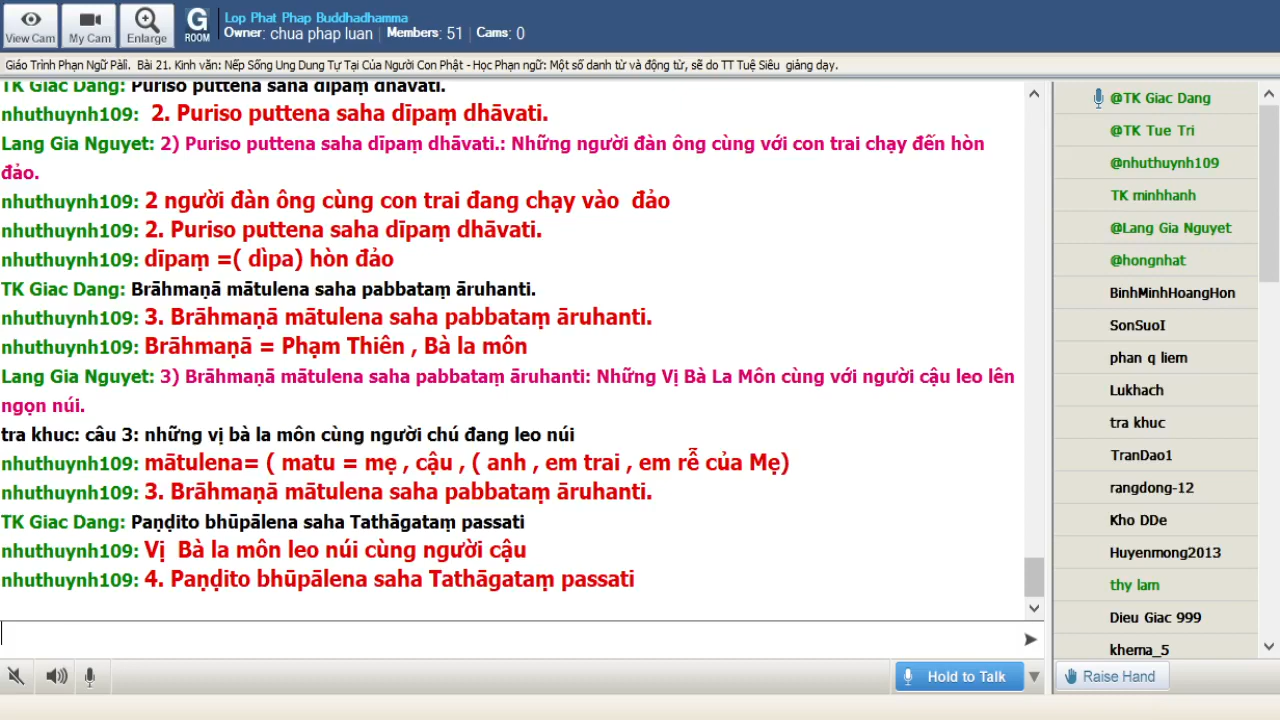 View Cam
My Cam
Enlarge
G
ROOM
Lop Phat Phap Buddhadhamma
Owner: chua phap luan | Members: 51 | Cams: 0
Giáo Trình Phạn Ngữ Pàli. Bài 21. Kinh văn: Nếp Sống Ung Dung Tự Tại Của Người Con Phật - Học Phạn ngữ: Một số danh từ và động từ, sẽ do TT Tuệ Siêu giảng dạy.
TK Giac Dang: Puriso puttena saha dīpaṃ dhāvati.
nhuthuynh109: 2. Puriso puttena saha dīpaṃ dhāvati.
Lang Gia Nguyet: 2) Puriso puttena saha dīpaṃ dhāvati.: Những người đàn ông cùng với con trai chạy đến hòn
đảo.
nhuthuynh109: 2 người đàn ông cùng con trai đang chạy vào đảo
nhuthuynh109: 2. Puriso puttena saha dīpaṃ dhāvati.
nhuthuynh109: dīpaṃ =( dìpa) hòn đảo
TK Giac Dang: Brāhmaṇā mātulena saha pabbataṃ āruhanti.
nhuthuynh109: 3. Brāhmaṇā mātulena saha pabbataṃ āruhanti.
nhuthuynh109: Brāhmaṇā = Phạm Thiên , Bà la môn
Lang Gia Nguyet: 3) Brāhmaṇā mātulena saha pabbataṃ āruhanti: Những Vị Bà La Môn cùng với người cậu leo lên
ngọn núi.
tra khuc: câu 3: những vị bà la môn cùng người chú đang leo núi
nhuthuynh109: mātulena= ( matu = mẹ , cậu , ( anh , em trai , em rễ của Mẹ)
nhuthuynh109: 3. Brāhmaṇā mātulena saha pabbataṃ āruhanti.
TK Giac Dang: Paṇḍito bhūpālena saha Tathāgataṃ passati
nhuthuynh109: Vị Bà la môn leo núi cùng người cậu
nhuthuynh109: 4. Paṇḍito bhūpālena saha Tathāgataṃ passati
Hold to Talk
@TK Giac Dang
@TK Tue Tri
@nhuthuynh109
TK minhhanh
@Lang Gia Nguyet
@hongnhat
BinhMinhHoangHon
SonSuoI
phan q liem
Lukhach
tra khuc
TranDao1
rangdong-12
Kho DDe
Huyenmong2013
thy lam
Dieu Giac 999
khema_5
Raise Hand